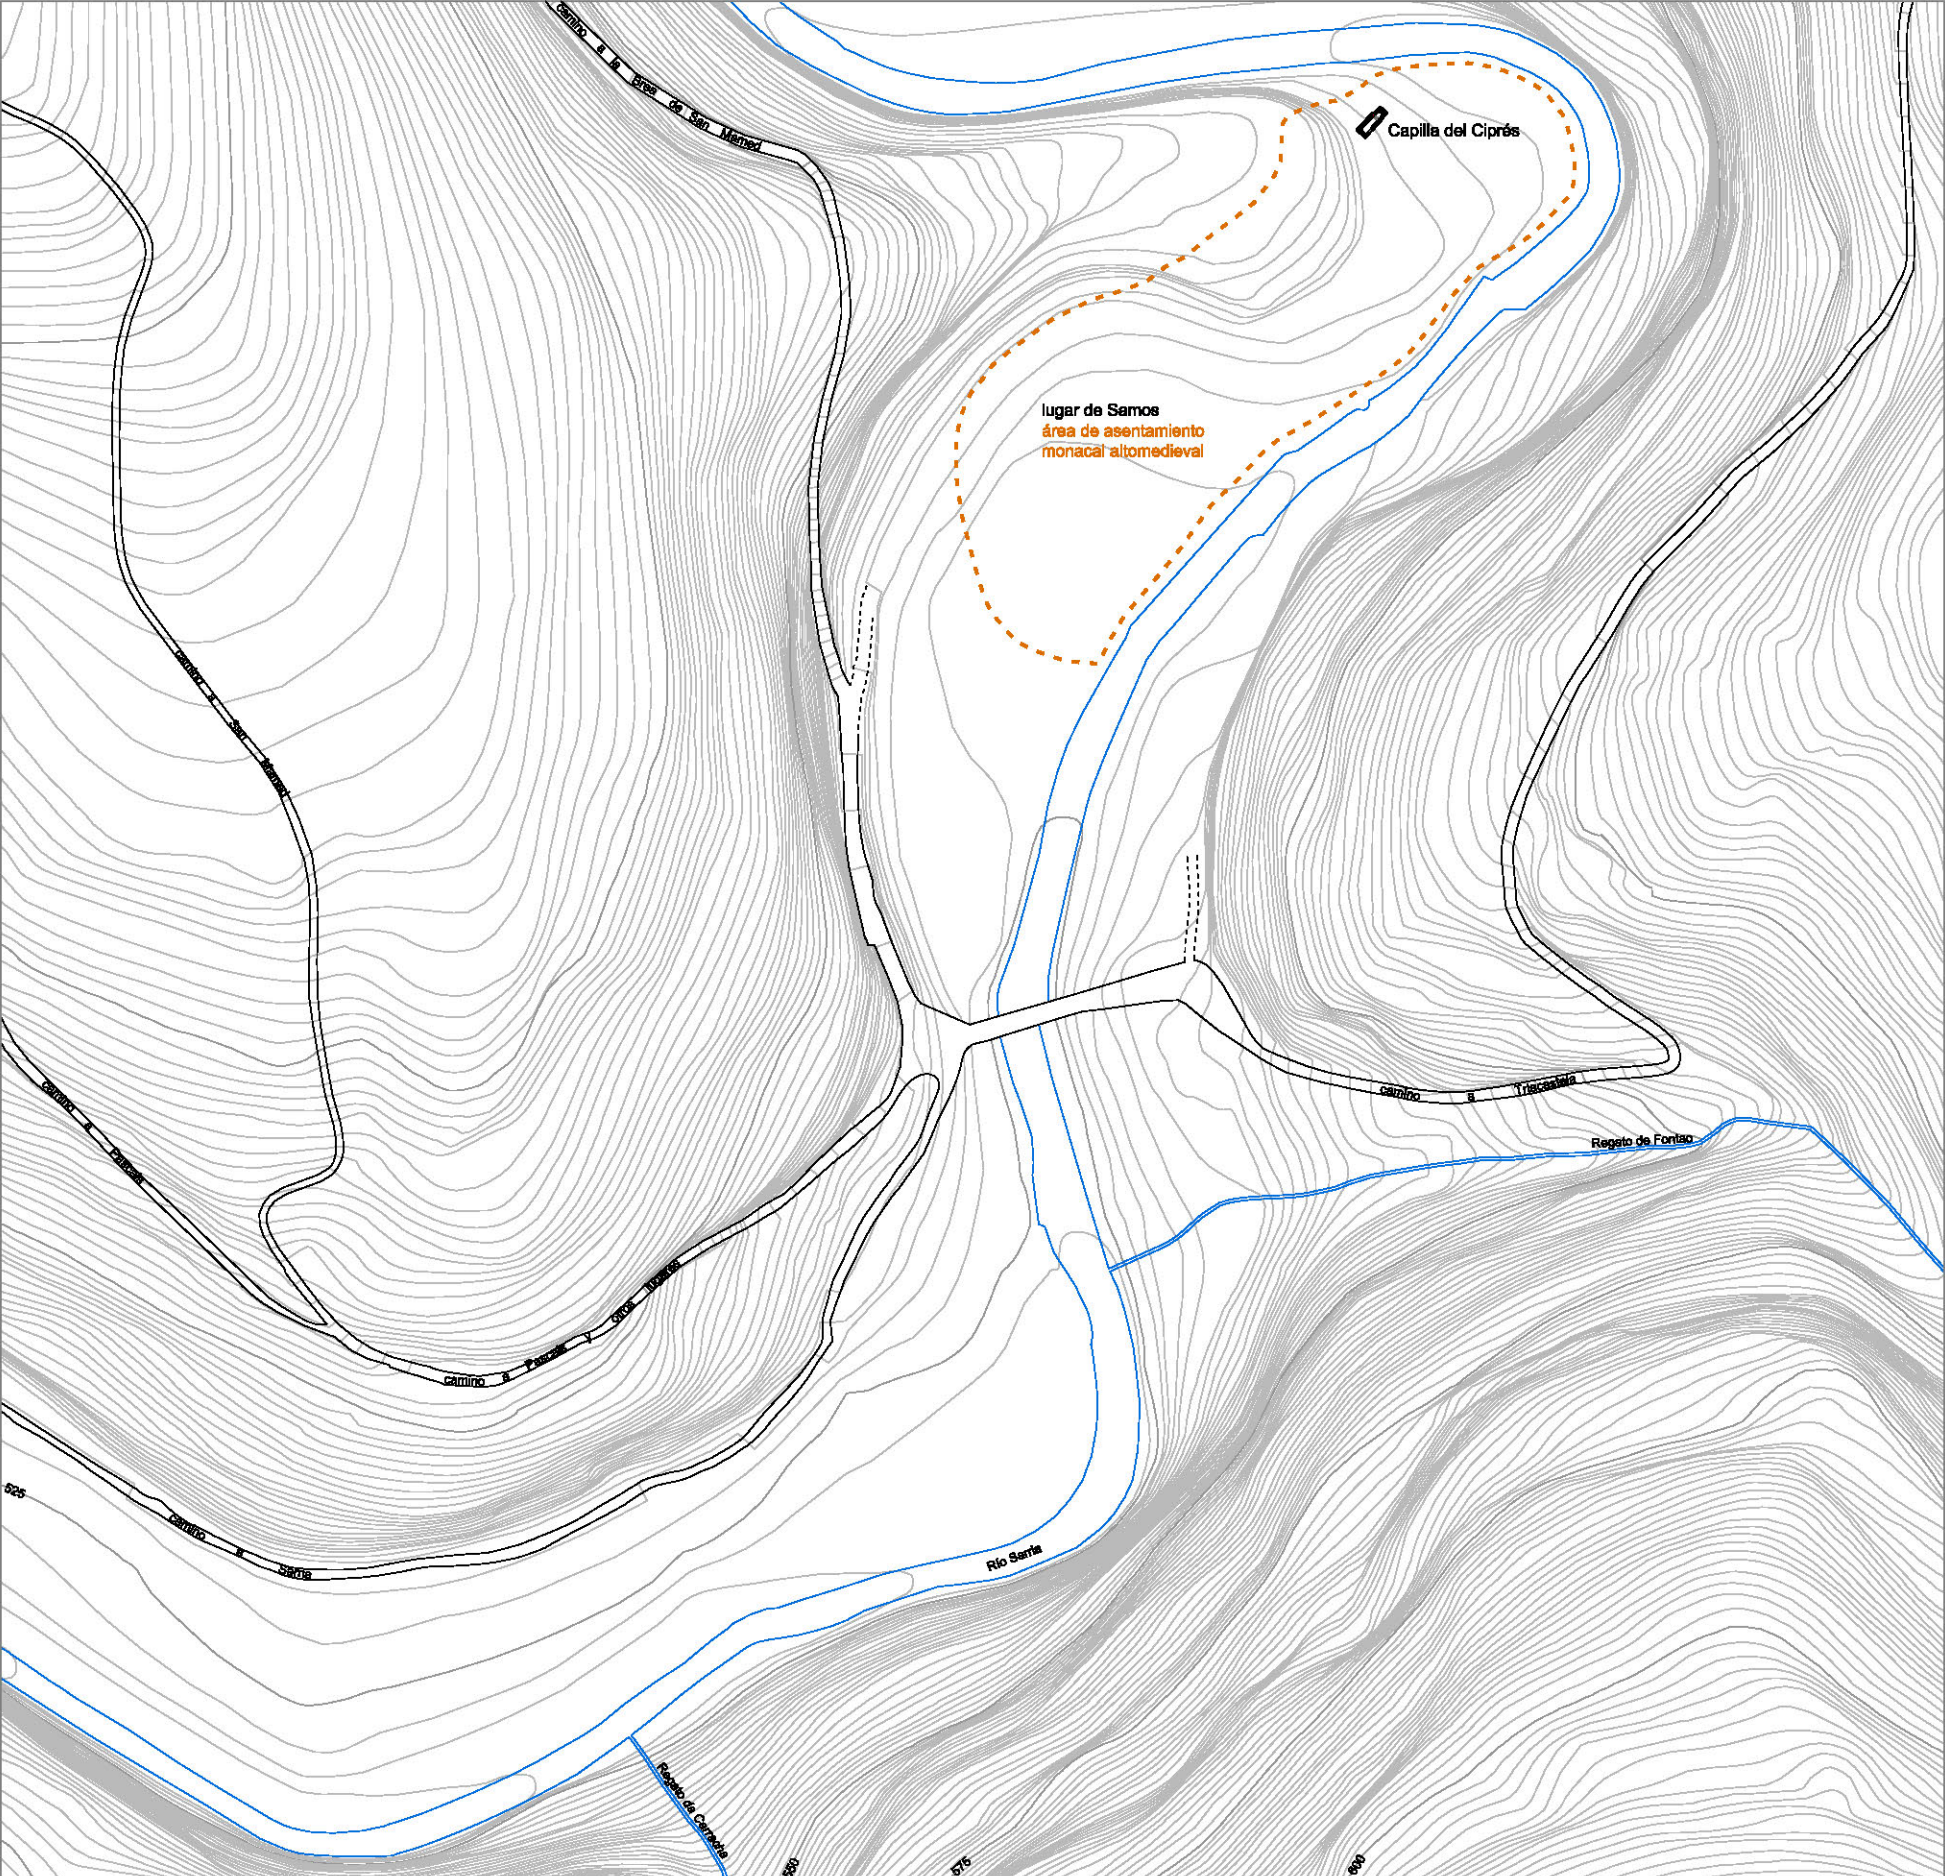 camino a la Brea de San Mamed
Capilla del Ciprés
lugar de Samos
área de asentamiento
monacal altomedieval
camino a San Mamed
camino a Pascais
camino a Triacastela
Regato de Fontao
camino a Pascais y otros lugares
525
camino a Sarria
Río Sarria
Regato da Carracha
550
575
600